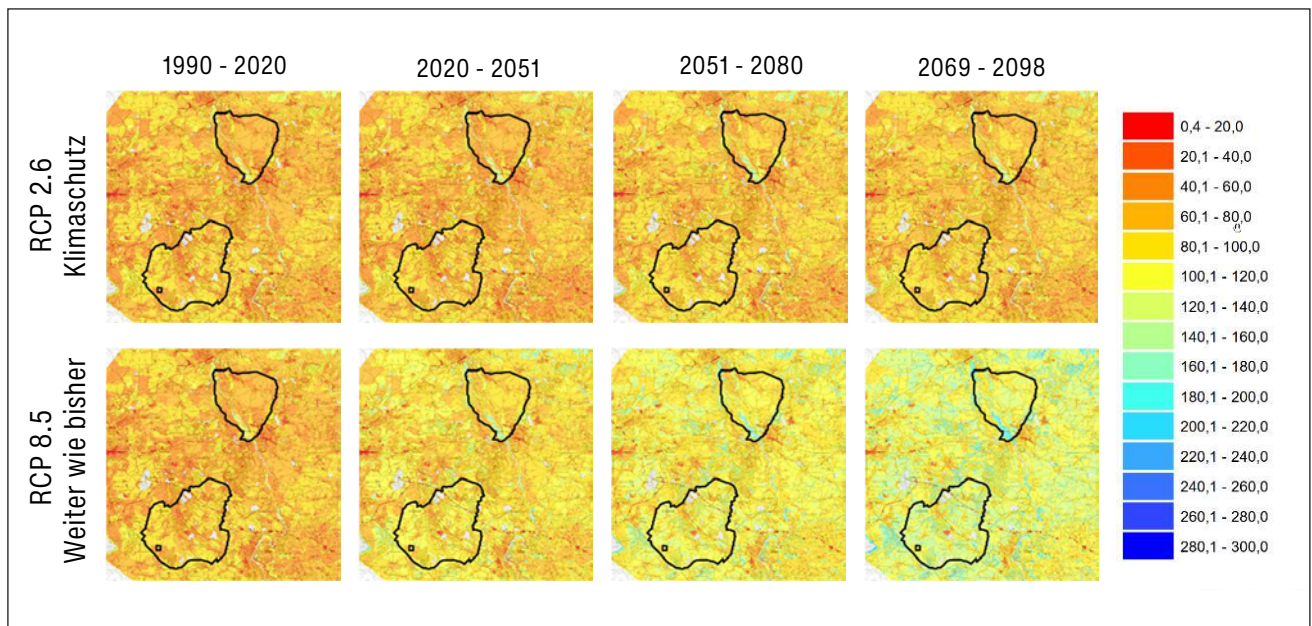 1990 - 2020
2020 - 2051
2051 - 2080
2069 - 2098
RCP 2.6
Klimaschutz
RCP 8.5
Weiter wie bisher
0,4 - 20,0
20,1 - 40,0
40,1 - 60,0
60,1 - 80,0
80,1 - 100,0
100,1 - 120,0
120,1 - 140,0
140,1 - 160,0
160,1 - 180,0
180,1 - 200,0
200,1 - 220,0
220,1 - 240,0
240,1 - 260,0
260,1 - 280,0
280,1 - 300,0